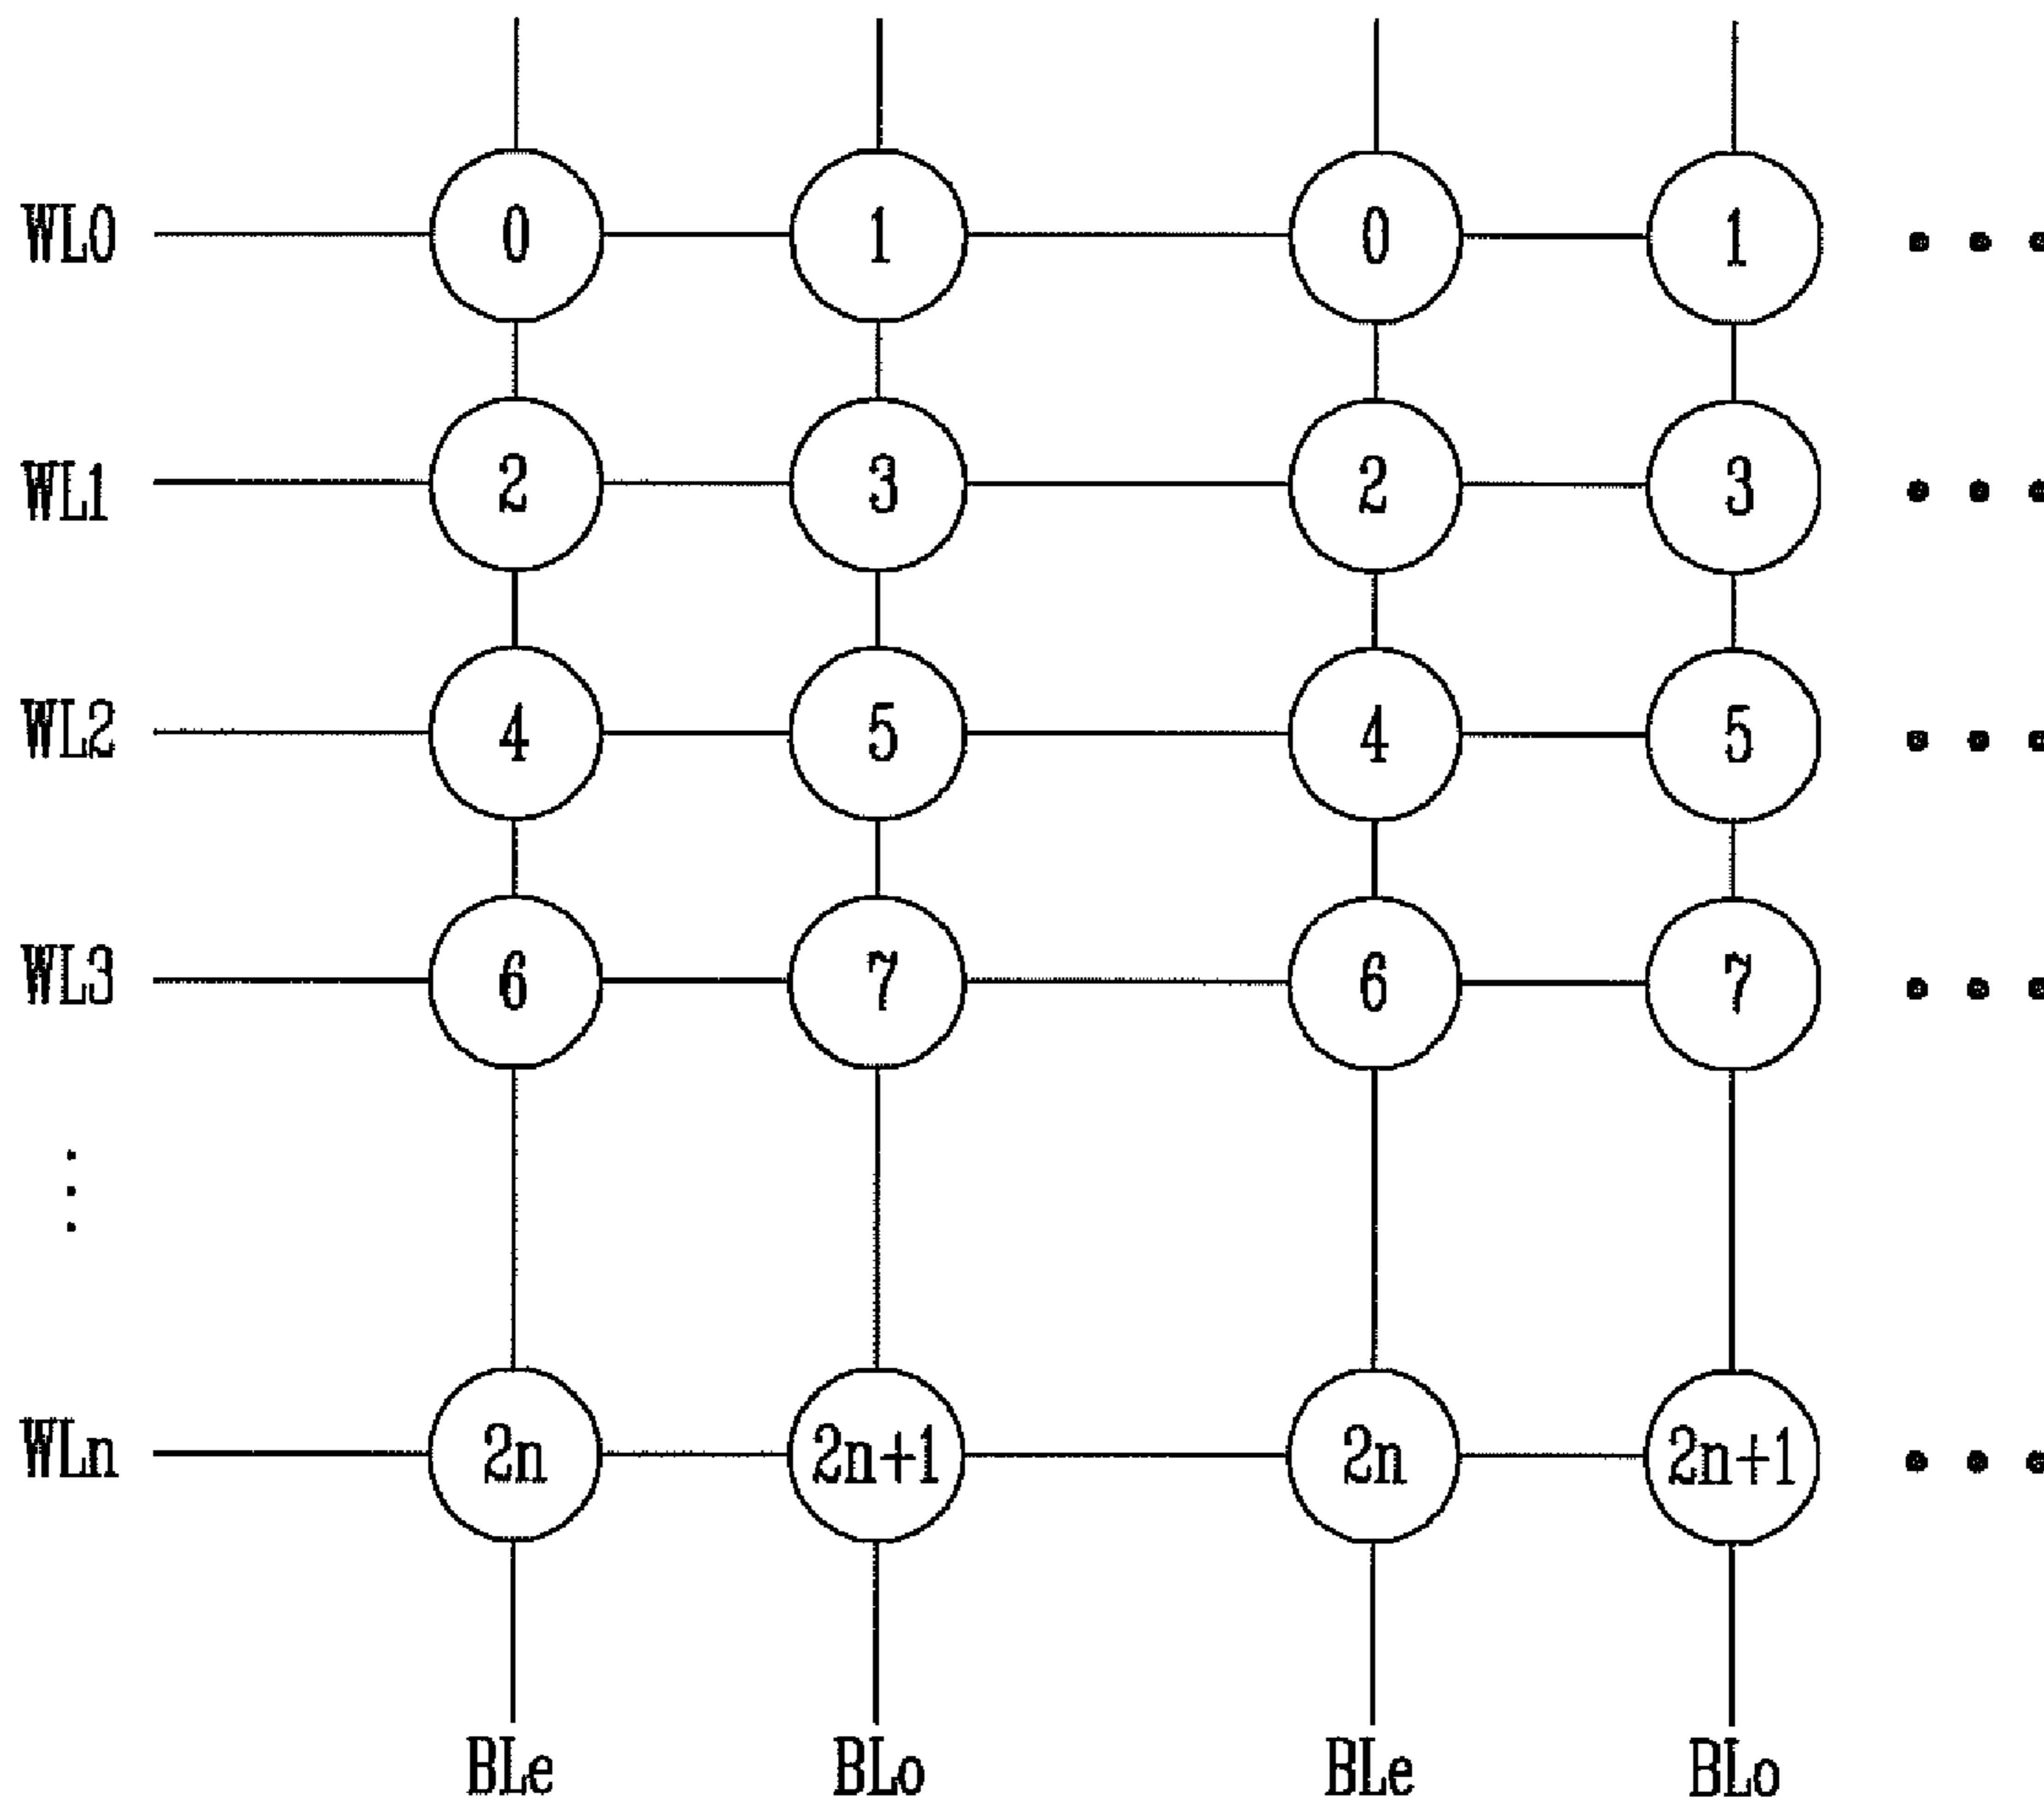 WL0 0 1 0 1 • • •
WL1 2 3 2 3 • • •
WL2 4 5 4 5 • • •
WL3 6 7 6 7 • • •
⋮
WLn 2n 2n+1 2n 2n+1 • • •
BLe BLo BLe BLo